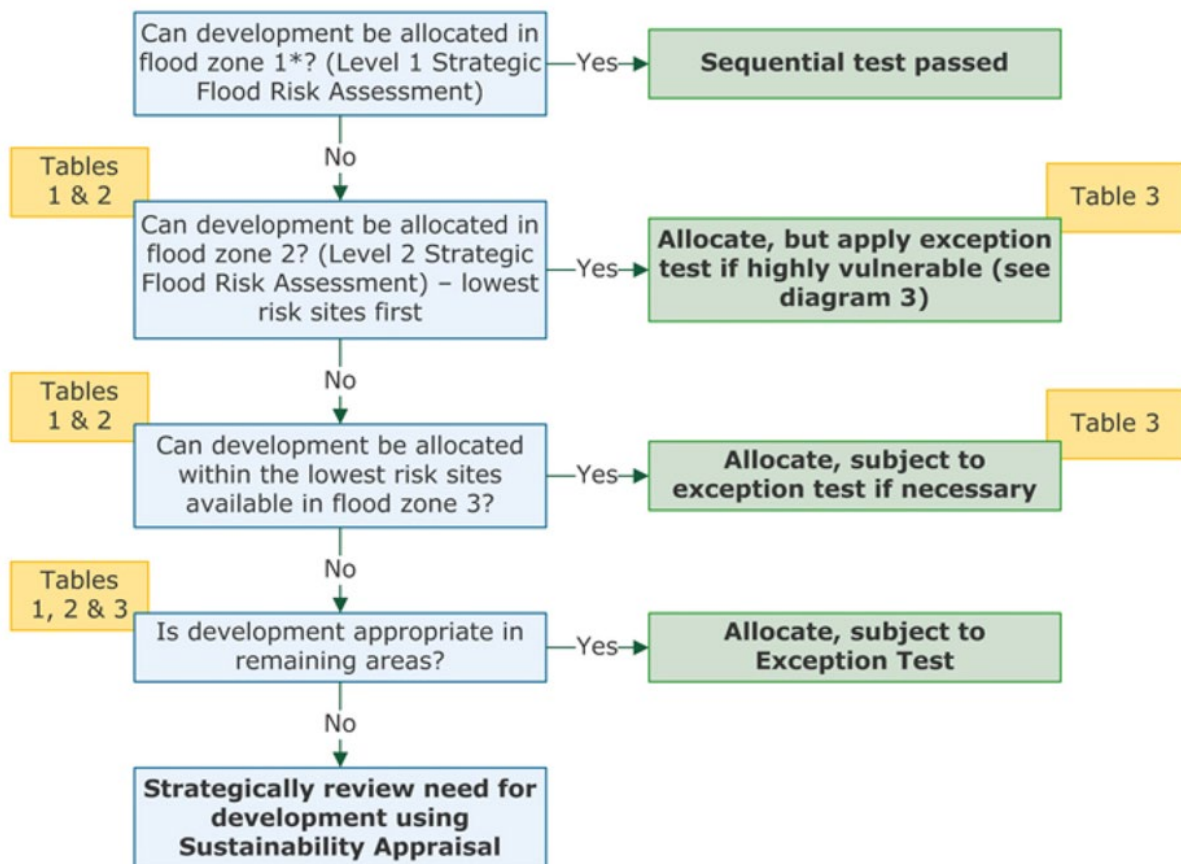 Can development be allocated in
flood zone 1*? (Level 1 Strategic
Flood Risk Assessment)
Yes
Sequential test passed
No
Tables
1 & 2
Can development be allocated in
flood zone 2? (Level 2 Strategic
Flood Risk Assessment) – lowest
risk sites first
Yes
Table 3
Allocate, but apply exception
test if highly vulnerable (see
diagram 3)
No
Tables
1 & 2
Can development be allocated
within the lowest risk sites
available in flood zone 3?
Yes
Table 3
Allocate, subject to
exception test if necessary
No
Tables
1, 2 & 3
Is development appropriate in
remaining areas?
Yes
Allocate, subject to
Exception Test
No
Strategically review need for
development using
Sustainability Appraisal